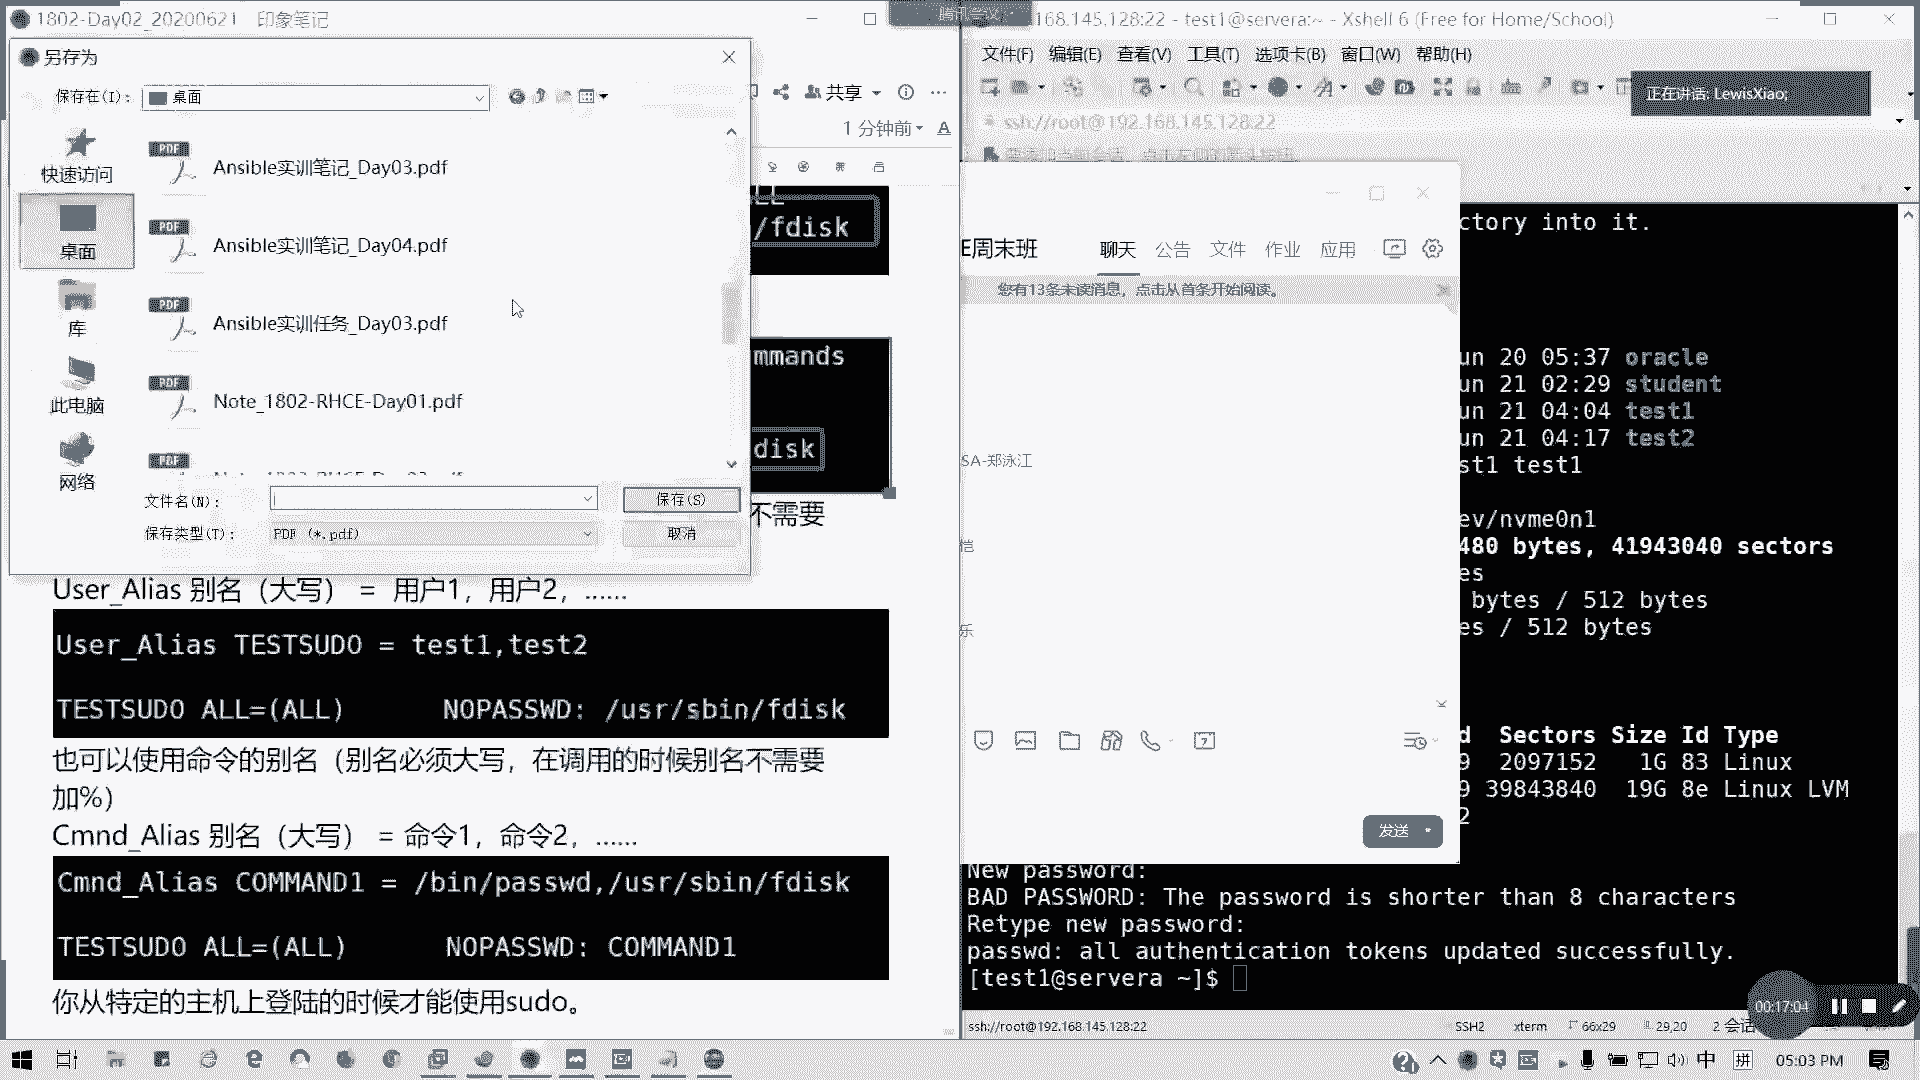 1802-Day02_20200621 印象笔记
另存为
保存在(I): 桌面
快速访问
桌面
库
此电脑
网络
Ansible实训笔记_Day03.pdf
Ansible实训笔记_Day04.pdf
Ansible实训任务_Day03.pdf
Note_1802-RHCE-Day01.pdf
文件名(N):
保存(S)
保存类型(T): PDF (*.pdf)
取消
共享
1 分钟前
/fdisk
mmands
disk
不需要
User_Alias 别名（大写） = 用户1，用户2，……
User_Alias TESTSUDO = test1,test2
TESTSUDO ALL=(ALL) NOPASSWD: /usr/sbin/fdisk
也可以使用命令的别名（别名必须大写，在调用的时候别名不需要
加%）
Cmnd_Alias 别名（大写） = 命令1，命令2，……
Cmnd_Alias COMMAND1 = /bin/passwd,/usr/sbin/fdisk
TESTSUDO ALL=(ALL) NOPASSWD: COMMAND1
你从特定的主机上登陆的时候才能使用sudo。
168.145.128:22 - test1@servera:~ - Xshell 6 (Free for Home/School)
文件(F) 编辑(E) 查看(V) 工具(T) 选项卡(B) 窗口(W) 帮助(H)
正在讲话: LewisXiao;
ssh://root@192.168.145.128:22
E周末班
聊天 公告 文件 作业 应用
您有13条未读消息，点击从首条开始阅读。
SA-郑泳江
乐
发送
ctory into it.
un 20 05:37 oracle
un 21 02:29 student
un 21 04:04 test1
un 21 04:17 test2
st1 test1
ev/nvme0n1
480 bytes, 41943040 sectors
es
bytes / 512 bytes
es / 512 bytes
d Sectors Size Id Type
9 2097152 1G 83 Linux
9 39843840 19G 8e Linux LVM
2
New password:
BAD PASSWORD: The password is shorter than 8 characters
Retype new password:
passwd: all authentication tokens updated successfully.
[test1@servera ~]$
00:17:04
ssh://root@192.168.145.128:22 SSH2 xterm 66x29 29,20 2 会话
中 拼 05:03 PM